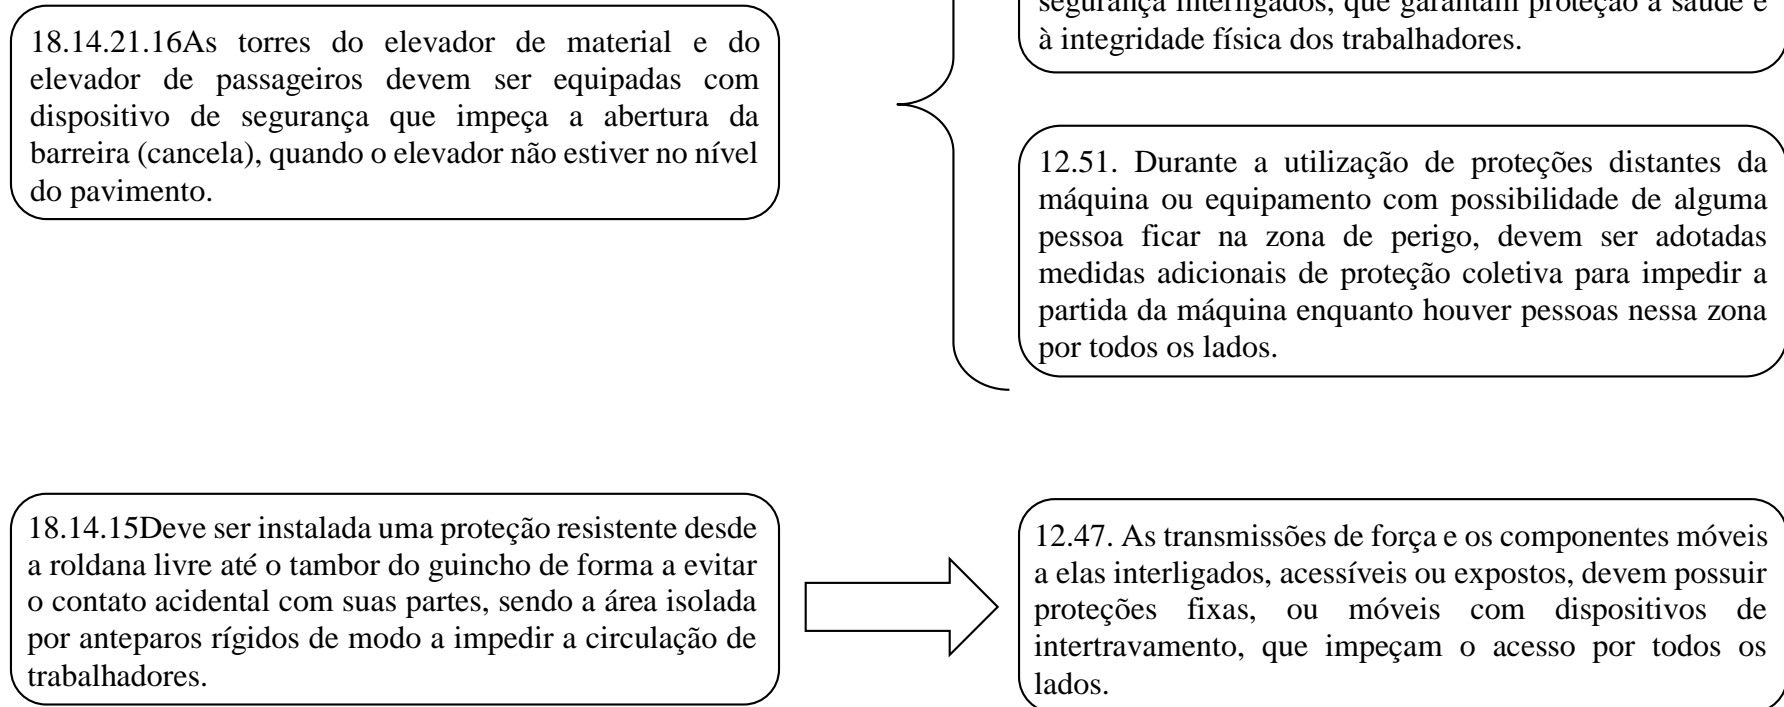 18.14.21.16As torres do elevador de material e do
elevador de passageiros devem ser equipadas com
dispositivo de segurança que impeça a abertura da
barreira (cancela), quando o elevador não estiver no nível
do pavimento.
segurança interligados, que garantam proteção à saúde e
à integridade física dos trabalhadores.
12.51. Durante a utilização de proteções distantes da
máquina ou equipamento com possibilidade de alguma
pessoa ficar na zona de perigo, devem ser adotadas
medidas adicionais de proteção coletiva para impedir a
partida da máquina enquanto houver pessoas nessa zona
por todos os lados.
18.14.15Deve ser instalada uma proteção resistente desde
a roldana livre até o tambor do guincho de forma a evitar
o contato acidental com suas partes, sendo a área isolada
por anteparos rígidos de modo a impedir a circulação de
trabalhadores.
12.47. As transmissões de força e os componentes móveis
a elas interligados, acessíveis ou expostos, devem possuir
proteções fixas, ou móveis com dispositivos de
intertravamento, que impeçam o acesso por todos os
lados.